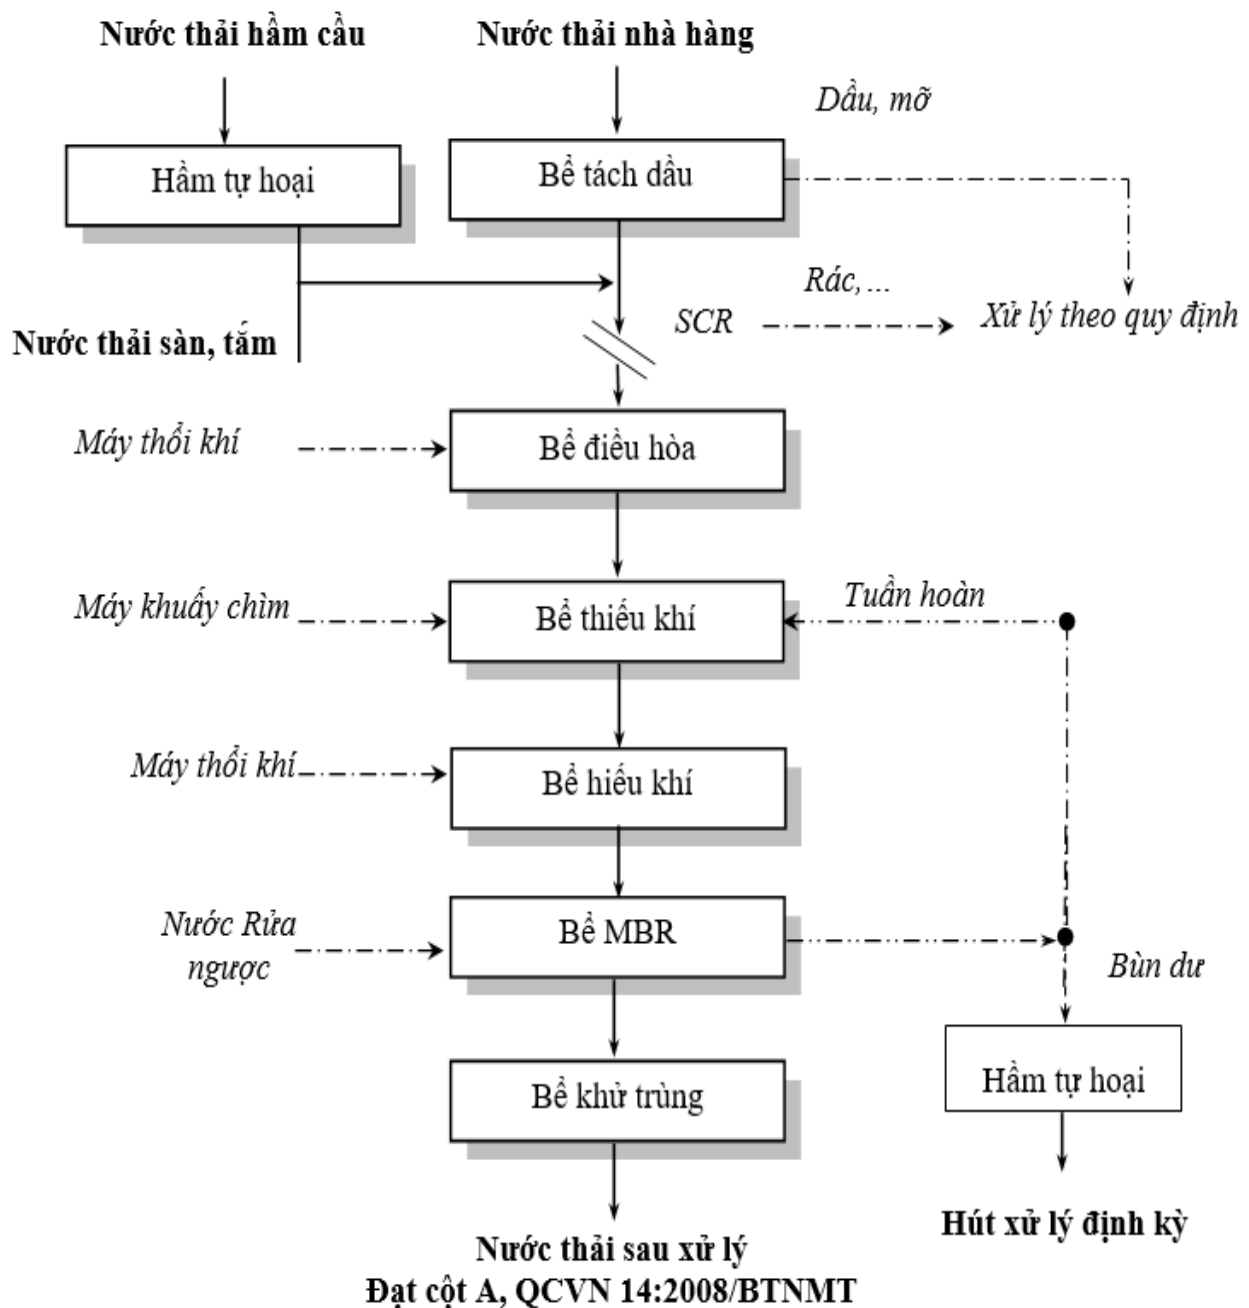 Nước thải hầm cầu
Nước thải nhà hàng
Dầu, mỡ
Hầm tự hoại
Bể tách dầu
Rác,...
SCR
Xử lý theo quy định
Nước thải sàn, tắm
Máy thổi khí
Bể điều hòa
Máy khuấy chìm
Bể thiếu khí
Tuần hoàn
Máy thổi khí
Bể hiếu khí
Nước Rửa
ngược
Bể MBR
Bùn dư
Bể khử trùng
Hầm tự hoại
Hút xử lý định kỳ
Nước thải sau xử lý
Đạt cột A, QCVN 14:2008/BTNMT